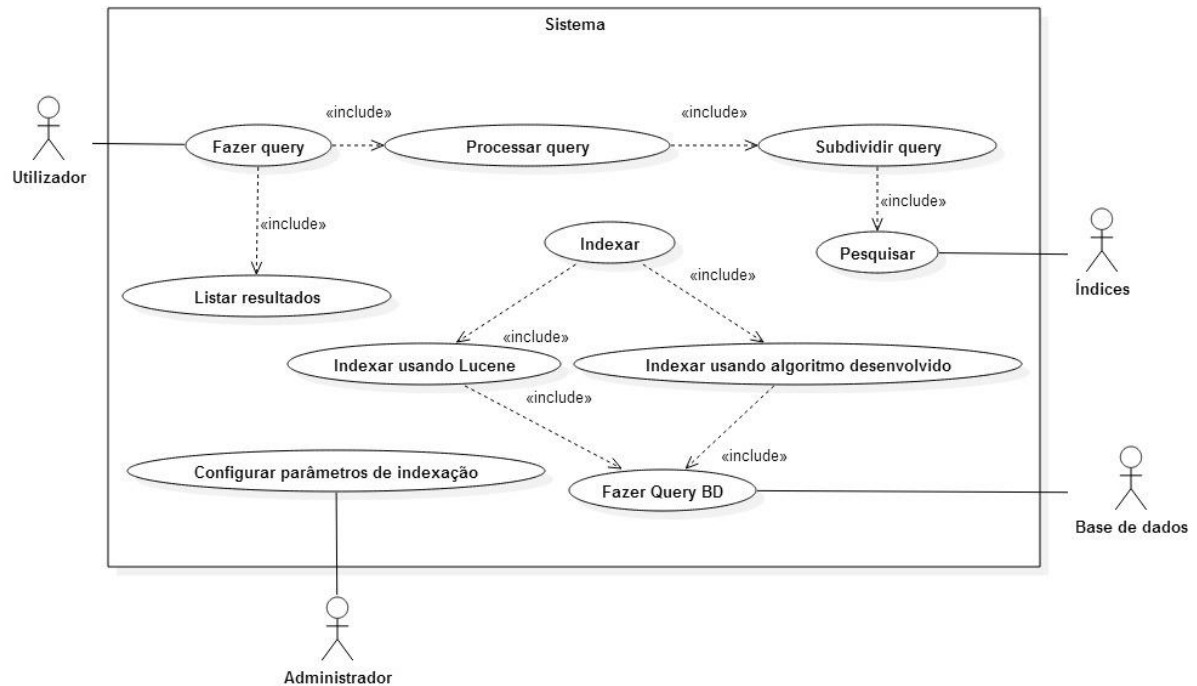 Sistema
«include»
«include»
Fazer query
Processar query
Subdividir query
Utilizador
«include»
Indexar
Pesquisar
«include»
Índices
Listar resultados
«include»
Indexar usando Lucene
Indexar usando algoritmo desenvolvido
«include»
«include»
Configurar parâmetros de indexação
Fazer Query BD
Base de dados
Administrador